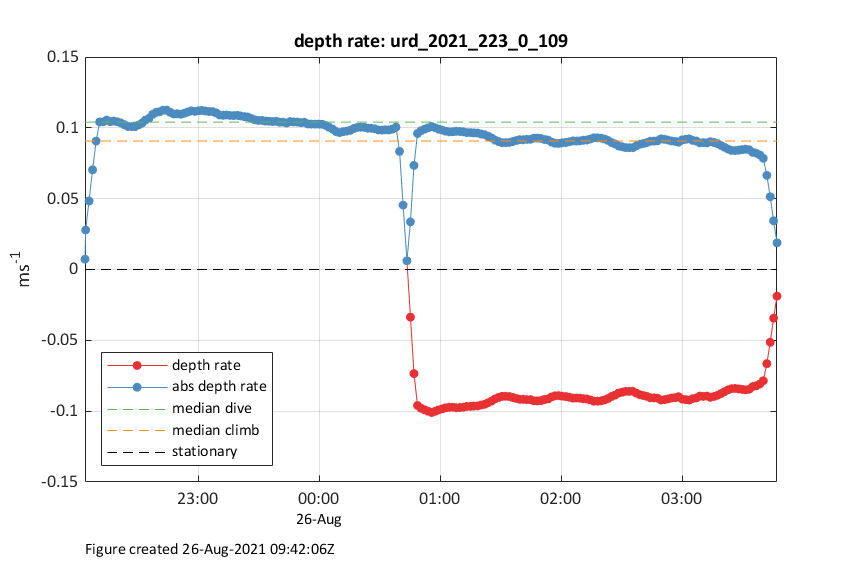 depth rate: urd_2021_223_0_109
0.15
0.1
0.05
0
-0.05
-0.1
-0.15
ms-1
depth rate
abs depth rate
median dive
median climb
stationary
23:00 00:00 01:00 02:00 03:00
26-Aug
Figure created 26-Aug-2021 09:42:06Z